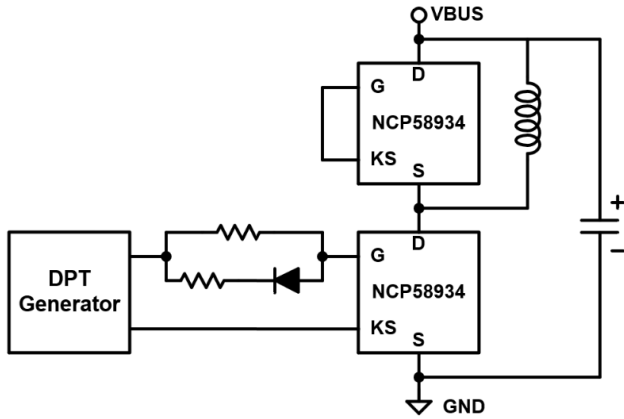 VBUS
D
G
NCP58934
KS
S
D
G
NCP58934
KS
S
DPT
Generator
GND
+
−